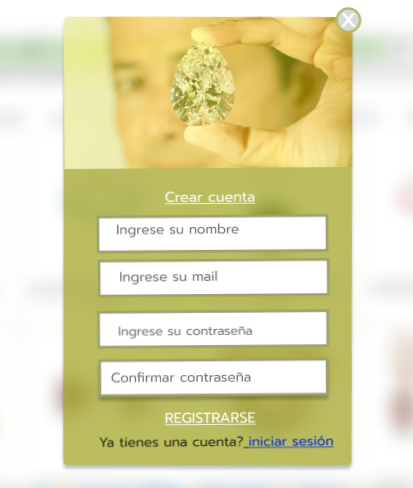 X
Crear cuenta
Ingrese su nombre
Ingrese su mail
Ingrese su contraseña
Confirmar contraseña
REGISTRARSE
Ya tienes una cuenta? iniciar sesión